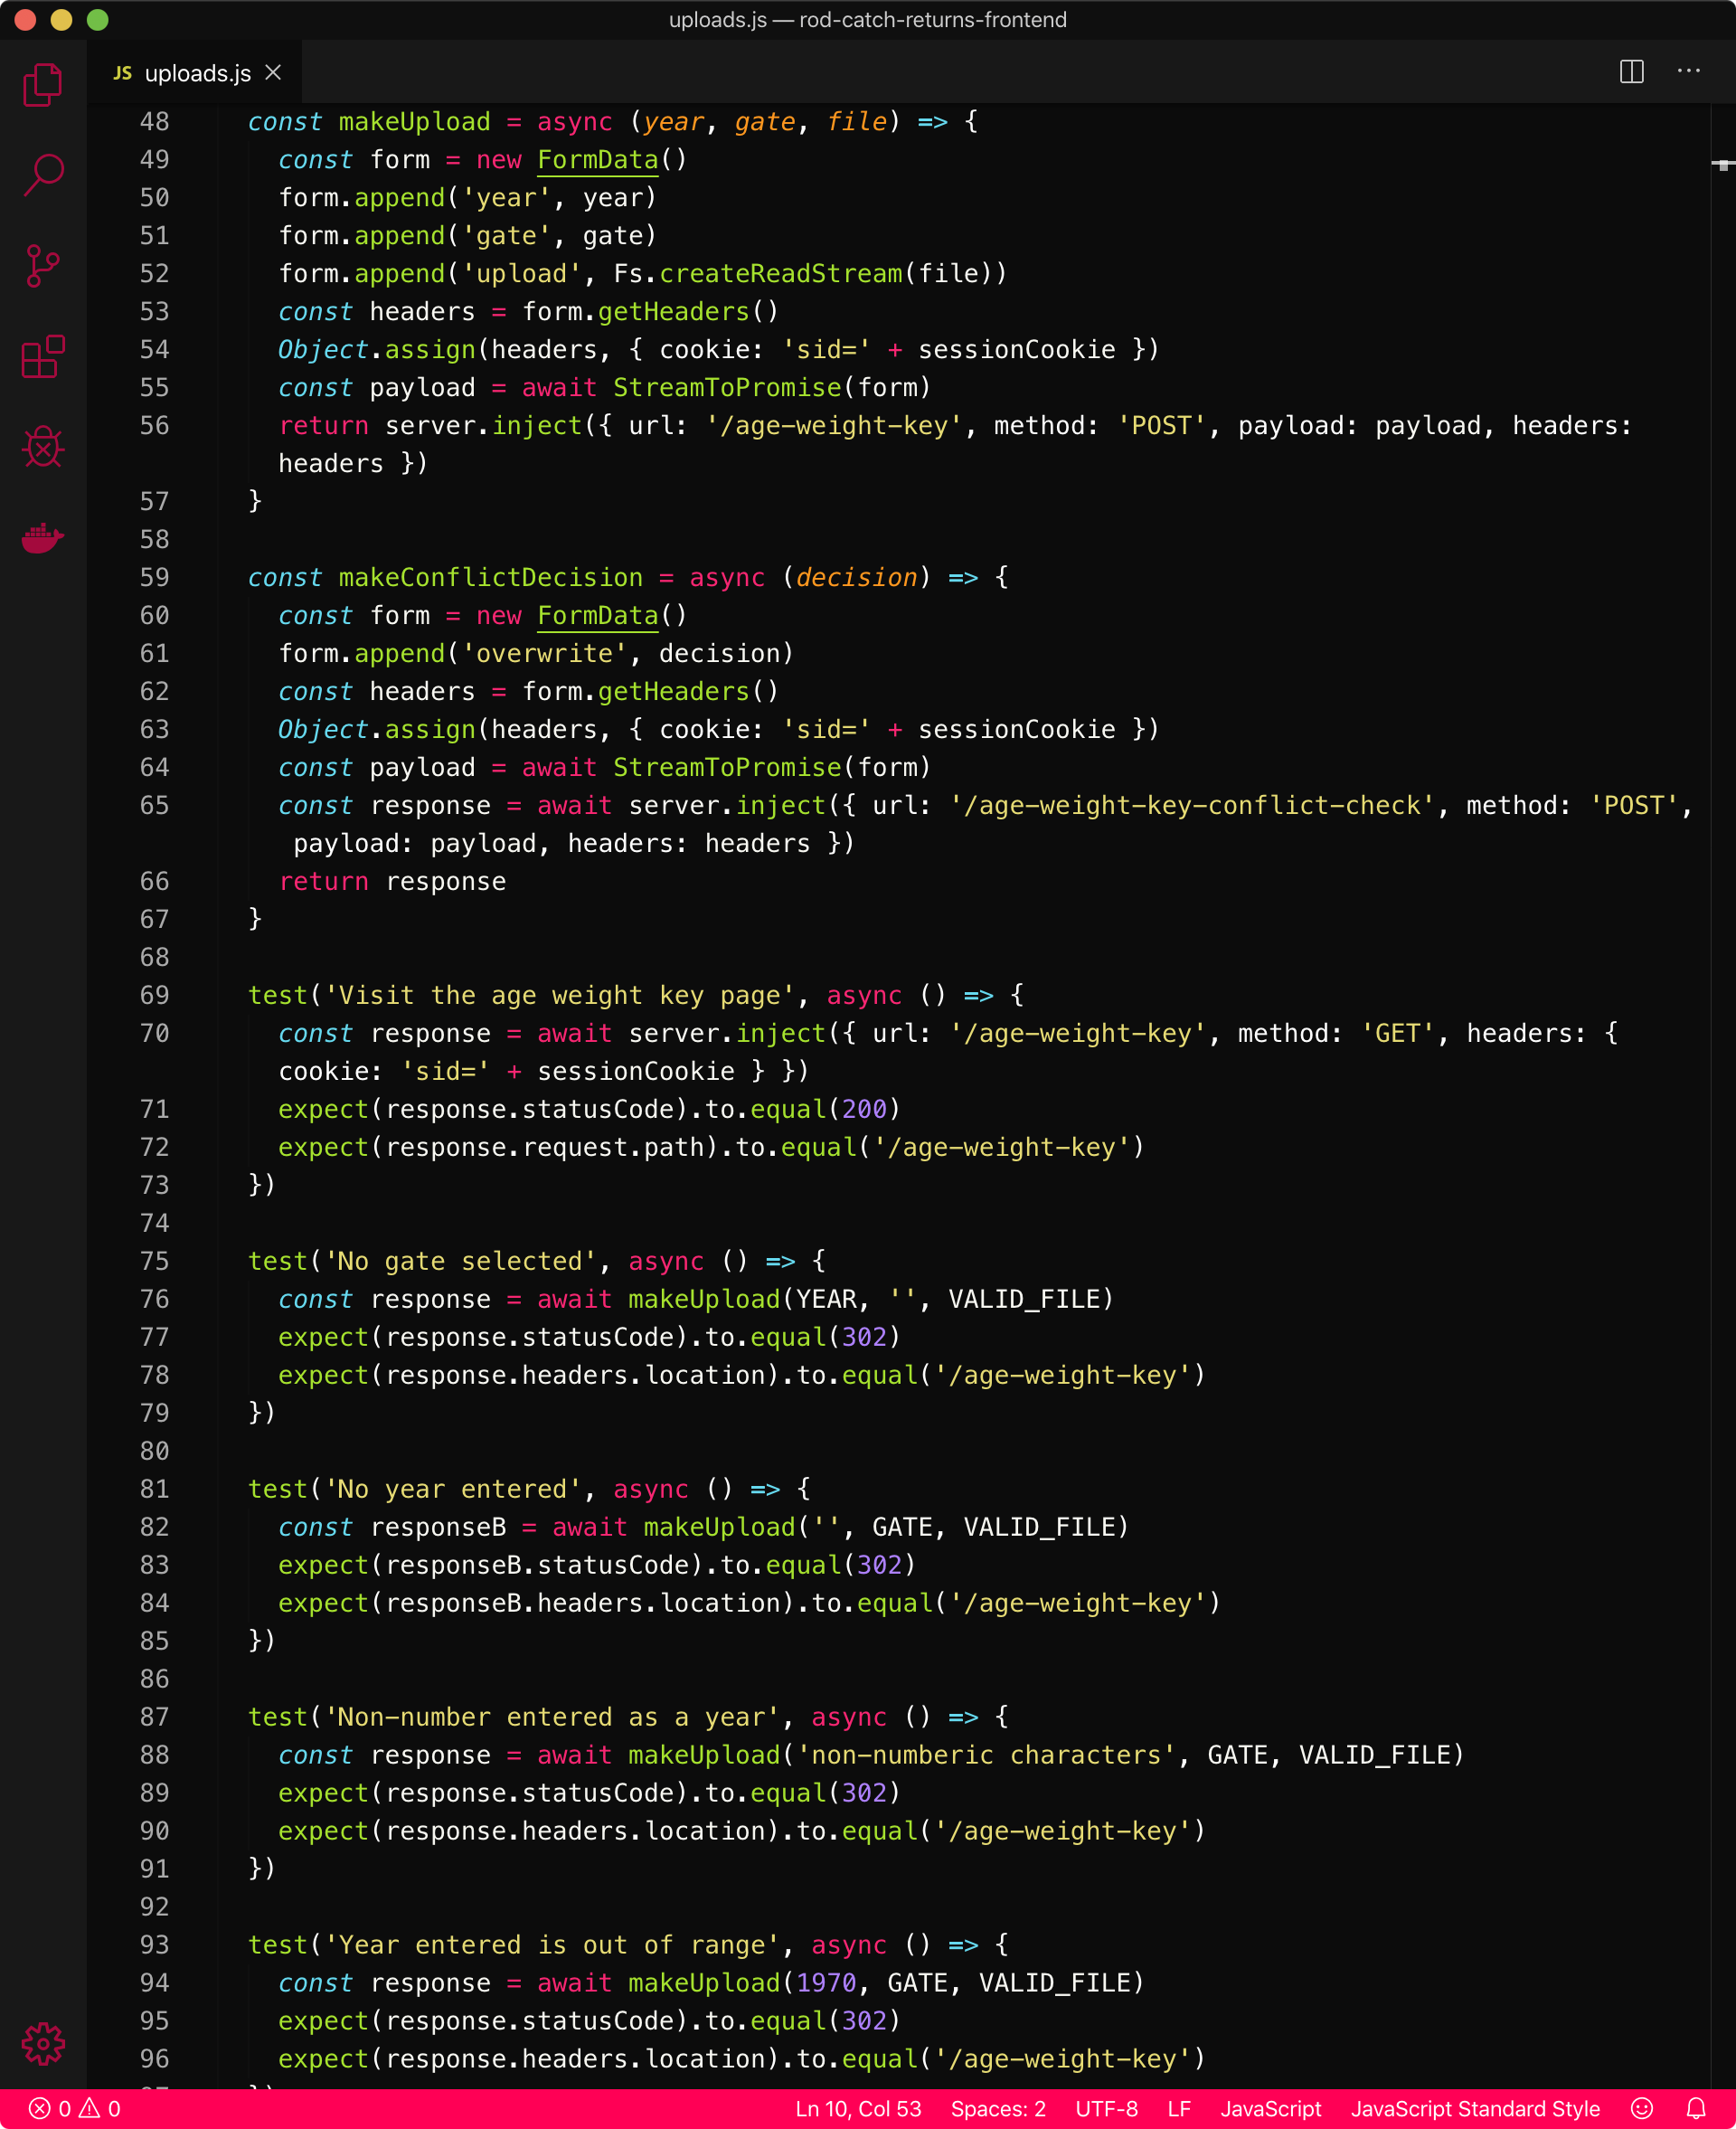 uploads.js — rod-catch-returns-frontend
JS uploads.js
48 const makeUpload = async (year, gate, file) => {
49 const form = new FormData()
50 form.append('year', year)
51 form.append('gate', gate)
52 form.append('upload', Fs.createReadStream(file))
53 const headers = form.getHeaders()
54 Object.assign(headers, { cookie: 'sid=' + sessionCookie })
55 const payload = await StreamToPromise(form)
56 return server.inject({ url: '/age-weight-key', method: 'POST', payload: payload, headers:
headers })
57 }
58
59 const makeConflictDecision = async (decision) => {
60 const form = new FormData()
61 form.append('overwrite', decision)
62 const headers = form.getHeaders()
63 Object.assign(headers, { cookie: 'sid=' + sessionCookie })
64 const payload = await StreamToPromise(form)
65 const response = await server.inject({ url: '/age-weight-key-conflict-check', method: 'POST',
payload: payload, headers: headers })
66 return response
67 }
68
69 test('Visit the age weight key page', async () => {
70 const response = await server.inject({ url: '/age-weight-key', method: 'GET', headers: {
cookie: 'sid=' + sessionCookie } })
71 expect(response.statusCode).to.equal(200)
72 expect(response.request.path).to.equal('/age-weight-key')
73 })
74
75 test('No gate selected', async () => {
76 const response = await makeUpload(YEAR, '', VALID_FILE)
77 expect(response.statusCode).to.equal(302)
78 expect(response.headers.location).to.equal('/age-weight-key')
79 })
80
81 test('No year entered', async () => {
82 const responseB = await makeUpload('', GATE, VALID_FILE)
83 expect(responseB.statusCode).to.equal(302)
84 expect(responseB.headers.location).to.equal('/age-weight-key')
85 })
86
87 test('Non-number entered as a year', async () => {
88 const response = await makeUpload('non-numberic characters', GATE, VALID_FILE)
89 expect(response.statusCode).to.equal(302)
90 expect(response.headers.location).to.equal('/age-weight-key')
91 })
92
93 test('Year entered is out of range', async () => {
94 const response = await makeUpload(1970, GATE, VALID_FILE)
95 expect(response.statusCode).to.equal(302)
96 expect(response.headers.location).to.equal('/age-weight-key')
0 0 Ln 10, Col 53 Spaces: 2 UTF-8 LF JavaScript JavaScript Standard Style